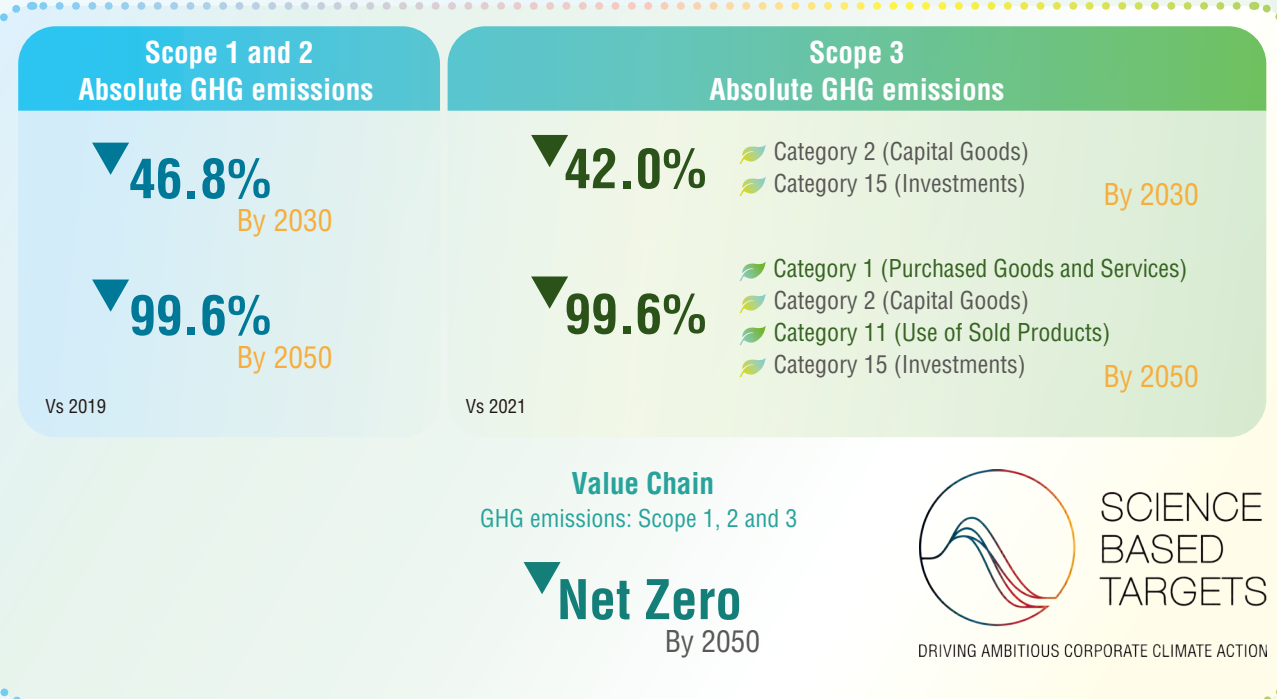 Scope 1 and 2
Absolute GHG emissions
▼46.8%
By 2030
▼99.6%
By 2050
Vs 2019
Scope 3
Absolute GHG emissions
▼42.0%
Category 2 (Capital Goods)
Category 15 (Investments)
By 2030
▼99.6%
Category 1 (Purchased Goods and Services)
Category 2 (Capital Goods)
Category 11 (Use of Sold Products)
Category 15 (Investments)
By 2050
Vs 2021
Value Chain
GHG emissions: Scope 1, 2 and 3
▼Net Zero
By 2050
SCIENCE
BASED
TARGETS
DRIVING AMBITIOUS CORPORATE CLIMATE ACTION